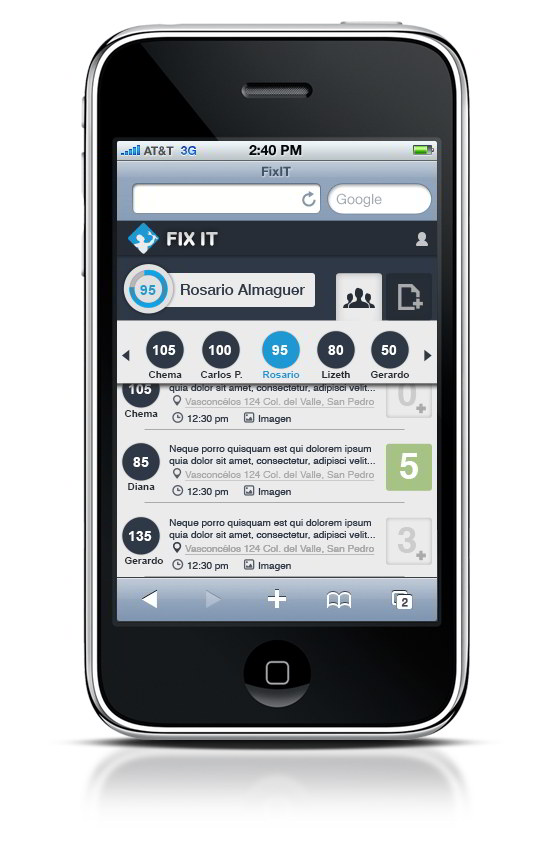 AT&T 3G 2:40 PM
FixIT
Google
FIX IT
95 Rosario Almaguer
105 100 95 80 50
Chema Carlos P. Rosario Lizeth Gerardo
105 quia dolor sit amet, consectetur, adipisci velit... 0+
Chema Vasconcélos 124 Col. del Valle, San Pedro
12:30 pm Imagen
Neque porro quisquam est qui dolorem ipsum
85 quia dolor sit amet, consectetur, adipisci velit... 5
Vasconcélos 124 Col. del Valle, San Pedro
Diana 12:30 pm Imagen
Neque porro quisquam est qui dolorem ipsum
135 quia dolor sit amet, consectetur, adipisci velit... 3+
Vasconcélos 124 Col. del Valle, San Pedro
Gerardo 12:30 pm Imagen
2